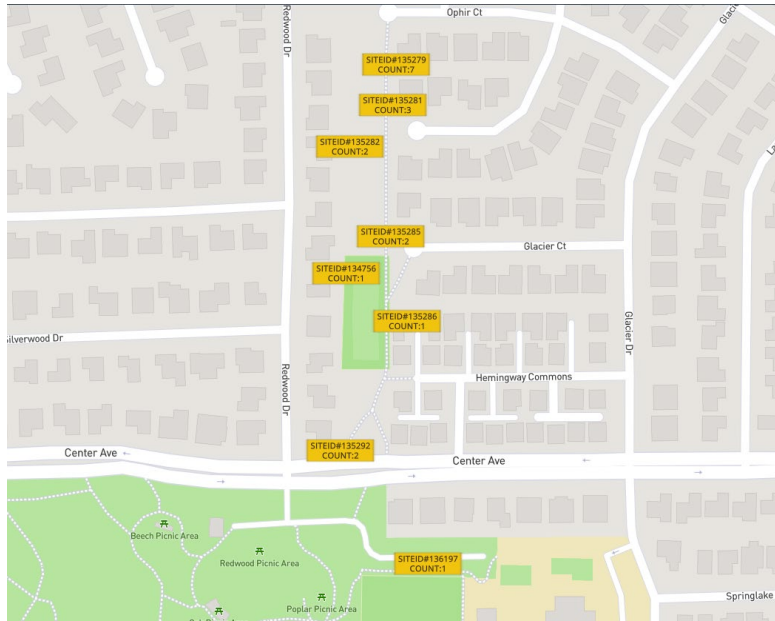 Ophir Ct
Redwood Dr
SITEID#135279
COUNT:7
SITEID#135281
COUNT:3
SITEID#135282
COUNT:2
SITEID#135285
COUNT:2
Glacier Ct
SITEID#134756
COUNT:1
SITEID#135286
COUNT:1
Glacier Dr
Silverwood Dr
Redwood Dr
Hemingway Commons
SITEID#135292
COUNT:2
Center Ave ←
Center Ave
←
→
→
Beech Picnic Area
Redwood Picnic Area
SITEID#136197
COUNT:1
←
Poplar Picnic Area
Springlake